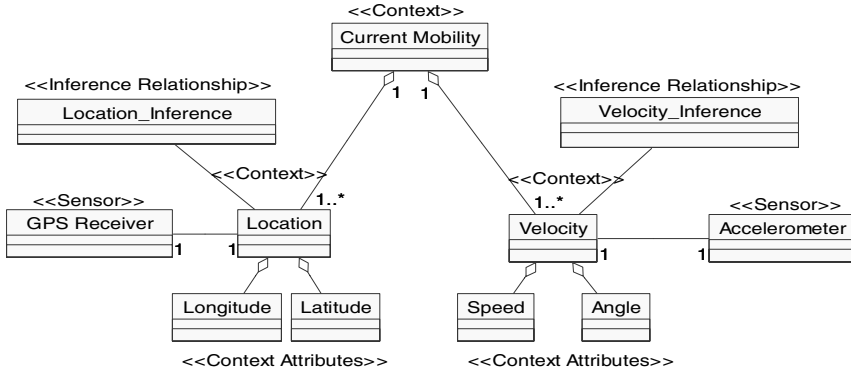 <<Context>>
Current Mobility
1
1
<<Inference Relationship>>
Location_Inference
<<Inference Relationship>>
Velocity_Inference
<<Context>>
<<Context>>
1..*
1..*
<<Sensor>>
GPS Receiver
1
1
Location
Velocity
1
1
<<Sensor>>
Accelerometer
Longitude
Latitude
Speed
Angle
<<Context Attributes>>
<<Context Attributes>>